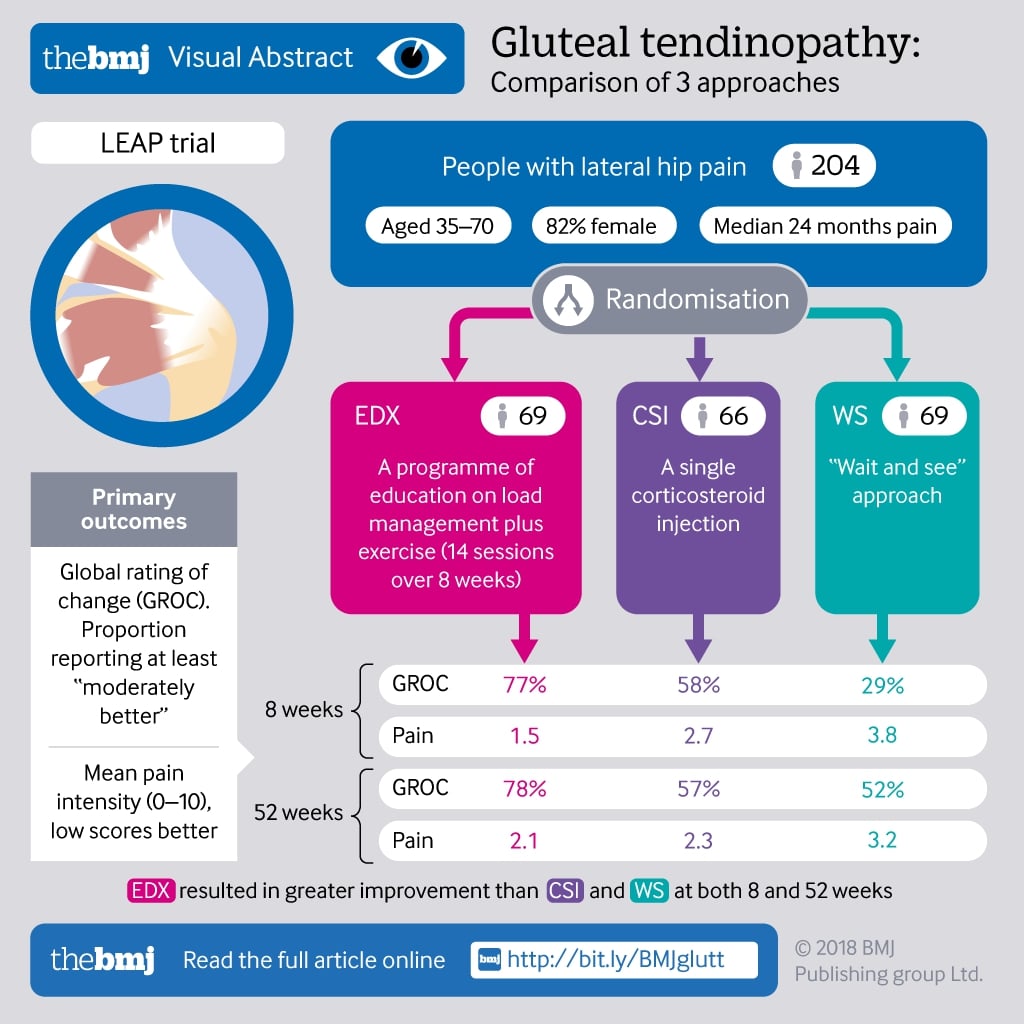 thebmj Visual Abstract
Gluteal tendinopathy:
Comparison of 3 approaches
LEAP trial
People with lateral hip pain 204
Aged 35–70 82% female Median 24 months pain
Randomisation
EDX 69
A programme of
education on load
management plus
exercise (14 sessions
over 8 weeks)
CSI 66
A single
corticosteroid
injection
WS 69
“Wait and see”
approach
Primary
outcomes
Global rating of
change (GROC).
Proportion
reporting at least
“moderately
better”
Mean pain
intensity (0–10),
low scores better
8 weeks
GROC 77% 58% 29%
Pain 1.5 2.7 3.8
52 weeks
GROC 78% 57% 52%
Pain 2.1 2.3 3.2
EDX resulted in greater improvement than CSI and WS at both 8 and 52 weeks
thebmj Read the full article online bmj http://bit.ly/BMJglutt
© 2018 BMJ
Publishing group Ltd.